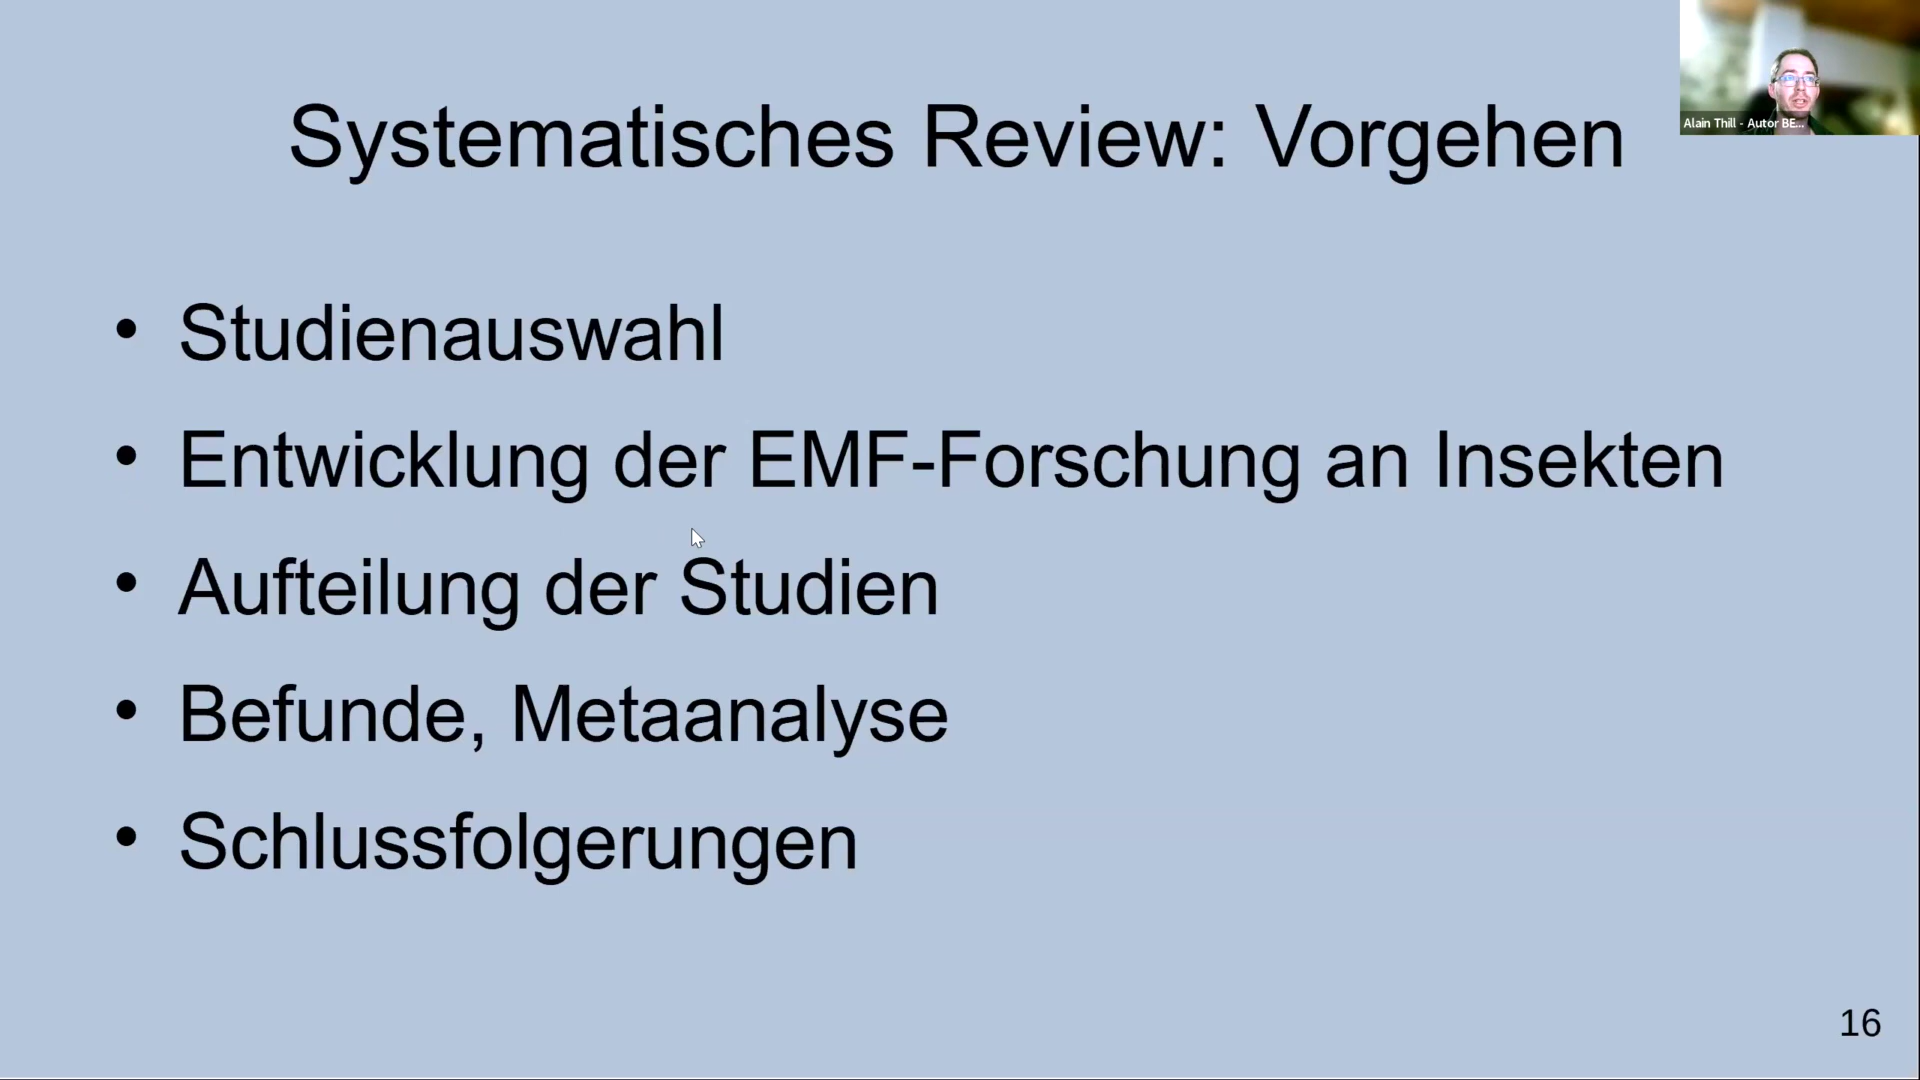 Systematisches Review: Vorgehen
Alain Thill - Autor BE...
• Studienauswahl
• Entwicklung der EMF-Forschung an Insekten
• Aufteilung der Studien
• Befunde, Metaanalyse
• Schlussfolgerungen
16